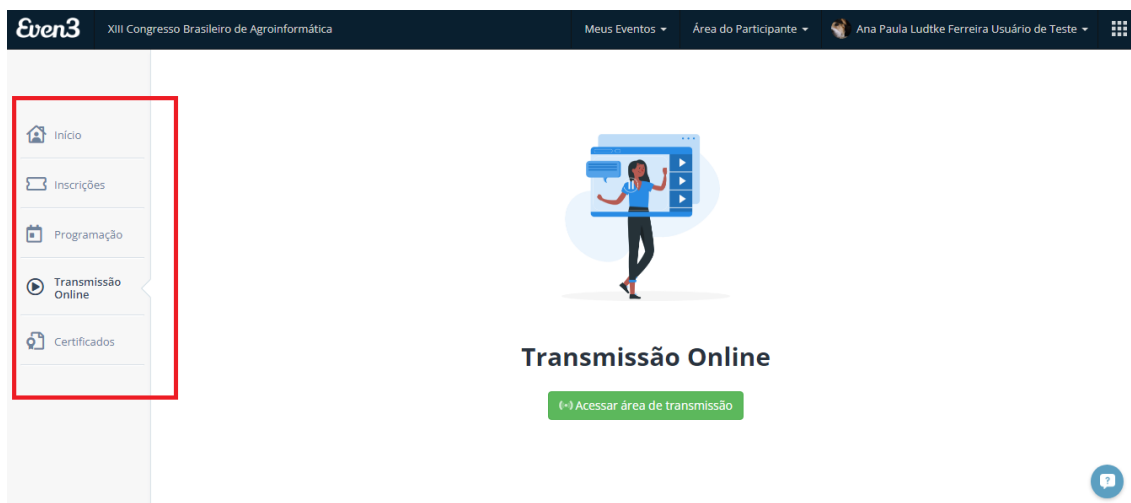 Even3
XIII Congresso Brasileiro de Agroinformática
Meus Eventos
Área do Participante
Ana Paula Ludtke Ferreira Usuário de Teste
Início
Inscrições
Programação
Transmissão
Online
Certificados
Transmissão Online
Acessar área de transmissão